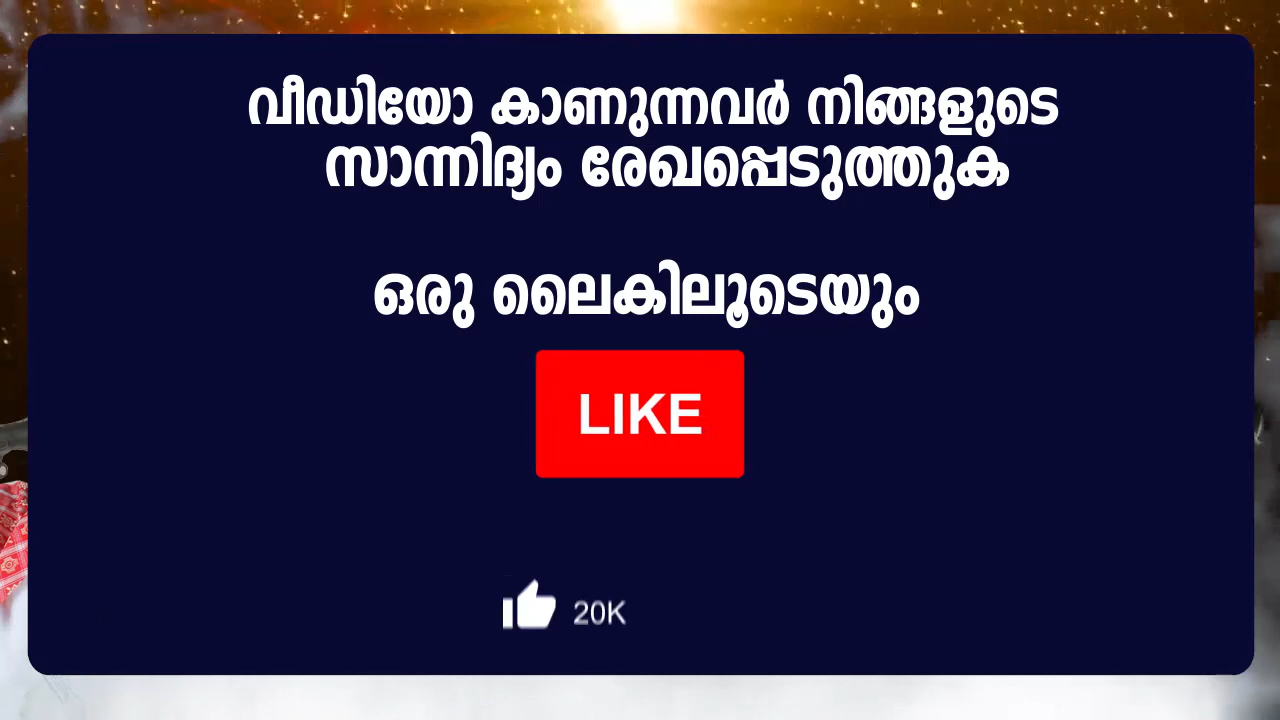 വീഡിയോ കാണുന്നവർ നിങ്ങളുടെ
സാന്നിദ്യം രേഖപ്പെടുത്തുക
ഒരു ലൈകിലൂടെയും
LIKE
20K